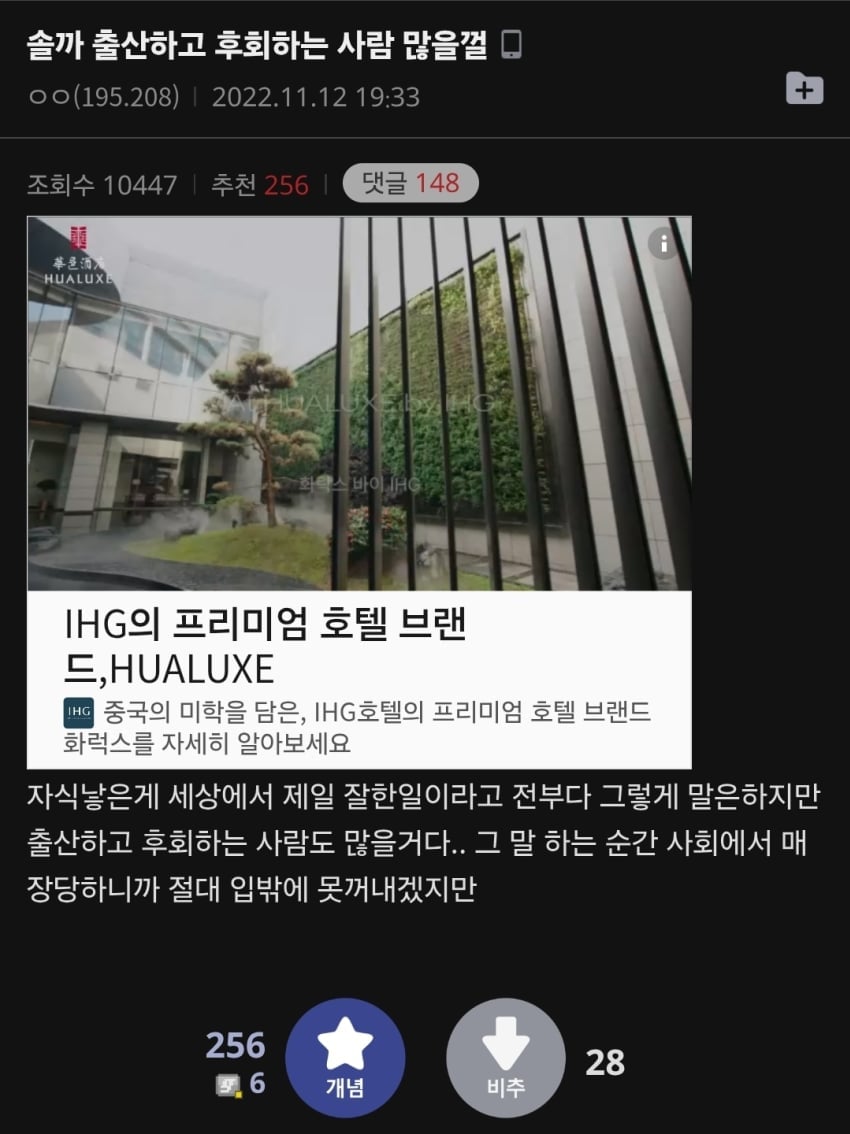 솔까 출산하고 후회하는 사람 많을껄
ㅇㅇ(195.208) | 2022.11.12 19:33
조회수 10447 | 추천 256 | 댓글 148
華邑酒店
HUALUXE
HUALUXE by IHG
화럭스 바이 IHG
IHG의 프리미엄 호텔 브랜
드,HUALUXE
IHG 중국의 미학을 담은, IHG호텔의 프리미엄 호텔 브랜드
화럭스를 자세히 알아보세요
자식낳은게 세상에서 제일 잘한일이라고 전부다 그렇게 말은하지만
출산하고 후회하는 사람도 많을거다.. 그 말 하는 순간 사회에서 매
장당하니까 절대 입밖에 못꺼내겠지만
256
6
개념
비추
28